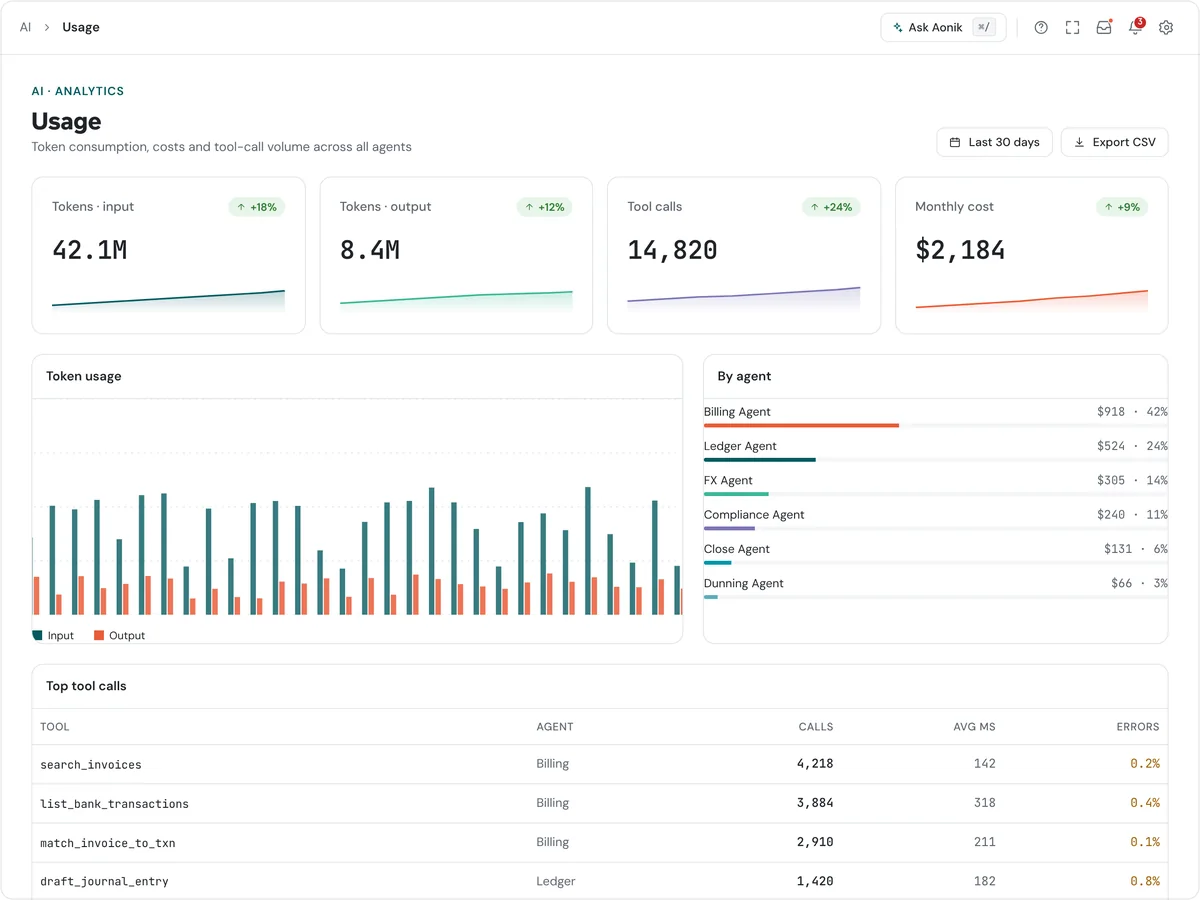 AI > Usage
Ask Aonik ⌘/
3
AI · ANALYTICS
Usage
Token consumption, costs and tool-call volume across all agents
Last 30 days
Export CSV
Tokens · input ↑ +18%
42.1M
Tokens · output ↑ +12%
8.4M
Tool calls ↑ +24%
14,820
Monthly cost ↑ +9%
$2,184
Token usage
Input Output
By agent
Billing Agent $918 · 42%
Ledger Agent $524 · 24%
FX Agent $305 · 14%
Compliance Agent $240 · 11%
Close Agent $131 · 6%
Dunning Agent $66 · 3%
Top tool calls
TOOL AGENT CALLS AVG MS ERRORS
search_invoices Billing 4,218 142 0.2%
list_bank_transactions Billing 3,884 318 0.4%
match_invoice_to_txn Billing 2,910 211 0.1%
draft_journal_entry Ledger 1,420 182 0.8%